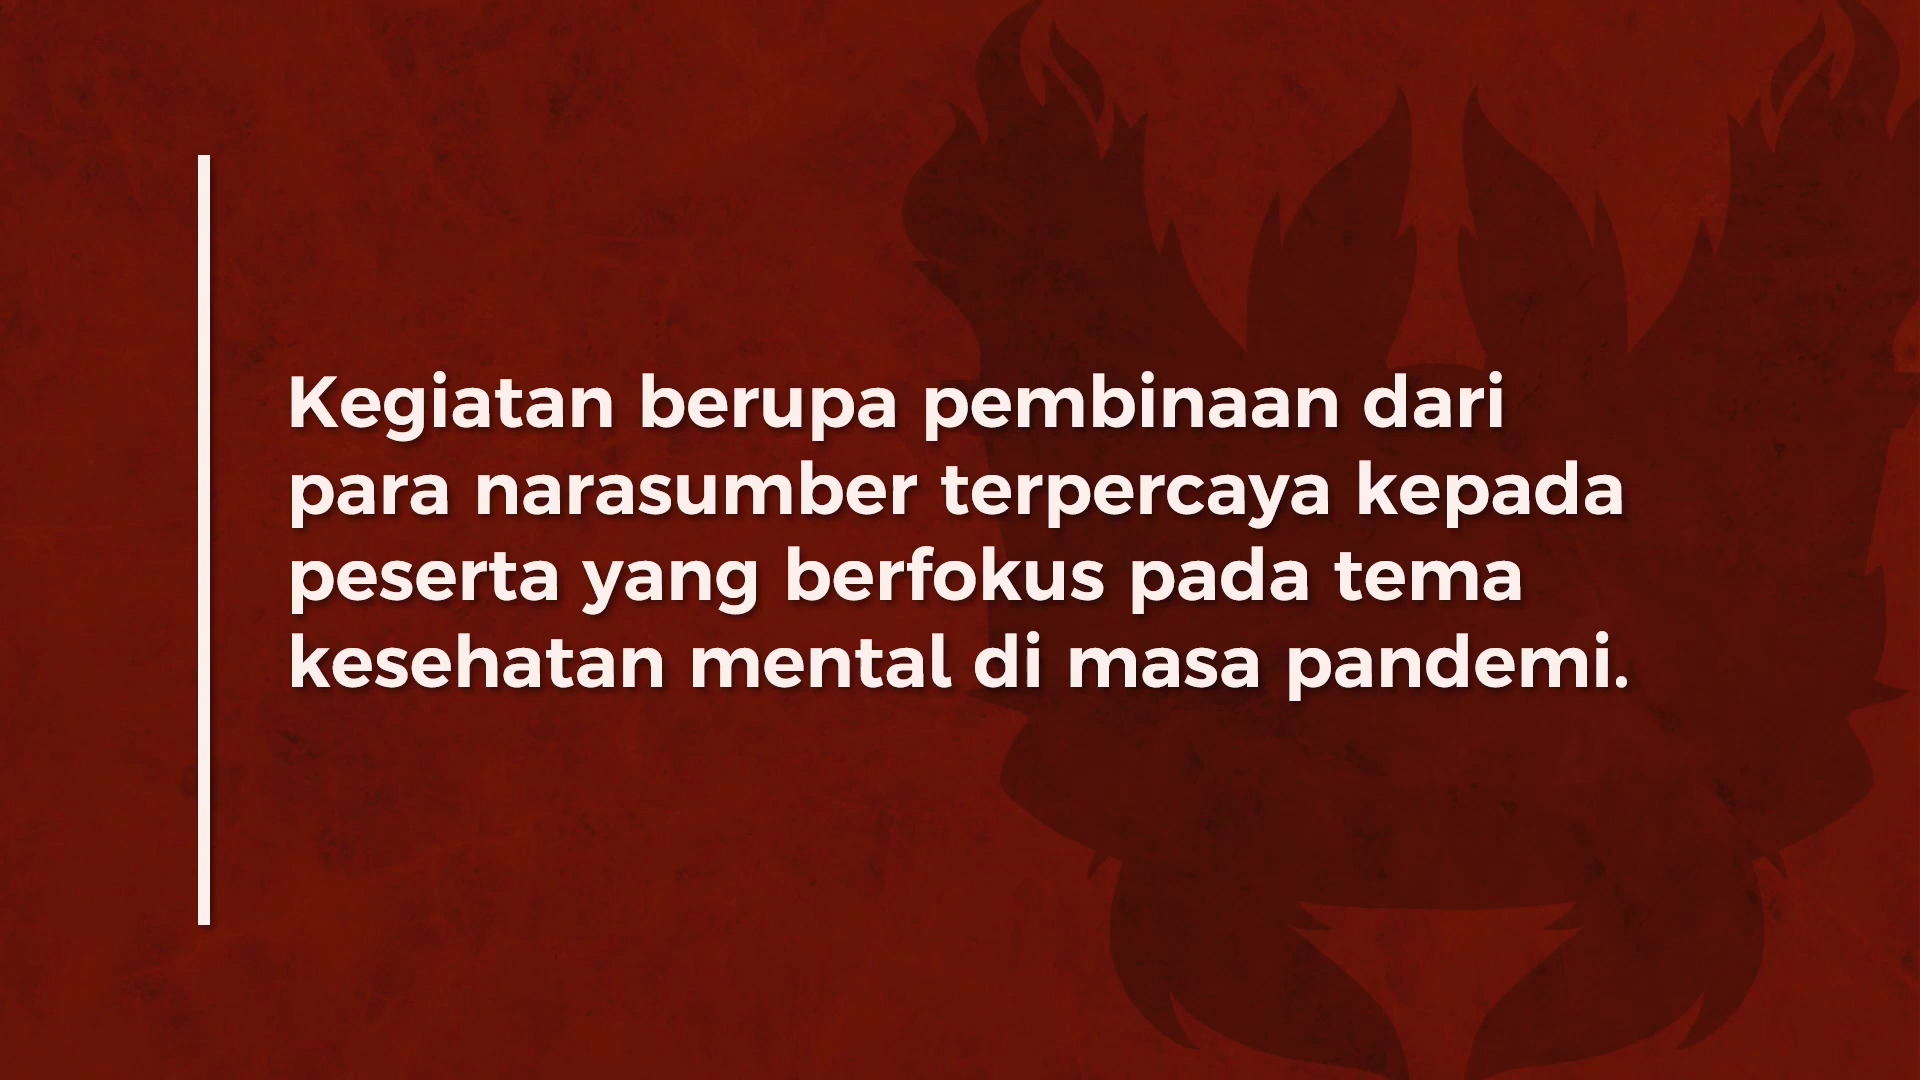 Kegiatan berupa pembinaan dari
para narasumber terpercaya kepada
peserta yang berfokus pada tema
kesehatan mental di masa pandemi.